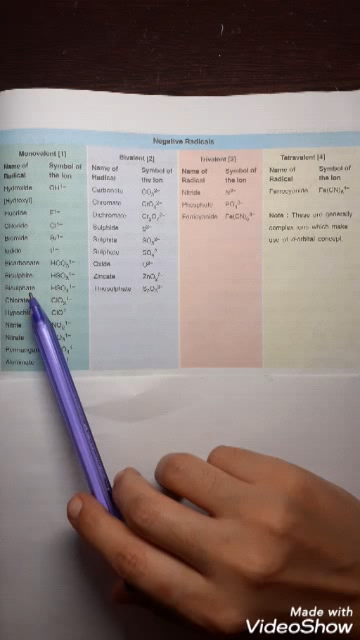 Negative Radicals
Monovalent [1] Bivalent [2] Trivalent [3] Tetravalent [4]
Name of Radical Symbol of the Ion Name of Radical Symbol of the Ion Name of Radical Symbol of the Ion Name of Radical Symbol of the Ion
Hydroxide OH¹⁻ Carbonate CO₃²⁻ Nitride N³⁻ Ferrocyanide Fe(CN)₆⁴⁻
[Hydroxyl] Chromate CrO₄²⁻ Phosphate PO₄³⁻
Fluoride F¹⁻ Dichromate Cr₂O₇²⁻ Ferricyanide Fe(CN)₆³⁻ Note : These are generally
Chloride Cl¹⁻ Sulphide S²⁻ complex ions which make
Bromide Br¹⁻ Sulphite SO₃²⁻ use of d-orbital concept.
Iodide I¹⁻ Sulphate SO₄²⁻
Bicarbonate HCO₃¹⁻ Oxide O²⁻
Bisulphite HSO₃¹⁻ Zincate ZnO₂²⁻
Bisulphate HSO₄¹⁻ Thiosulphate S₂O₃²⁻
Chlorate ClO₃¹⁻
ClO¹⁻
Nitrite NO₂¹⁻
Nitrate
Aluminate
Made with
VideoShow